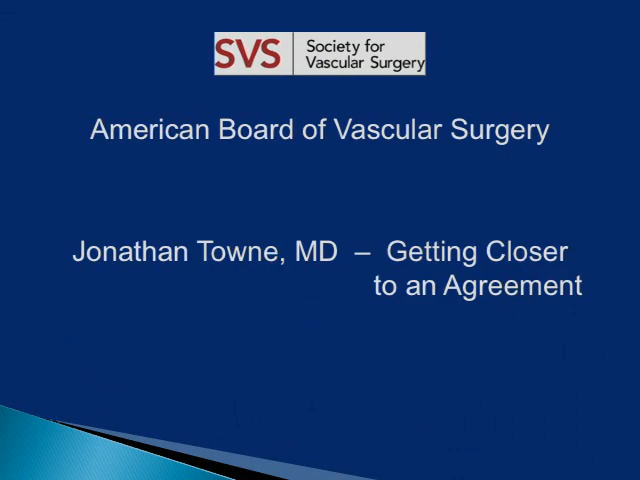 SVS
Society for
Vascular Surgery
American Board of Vascular Surgery
Jonathan Towne, MD – Getting Closer
to an Agreement